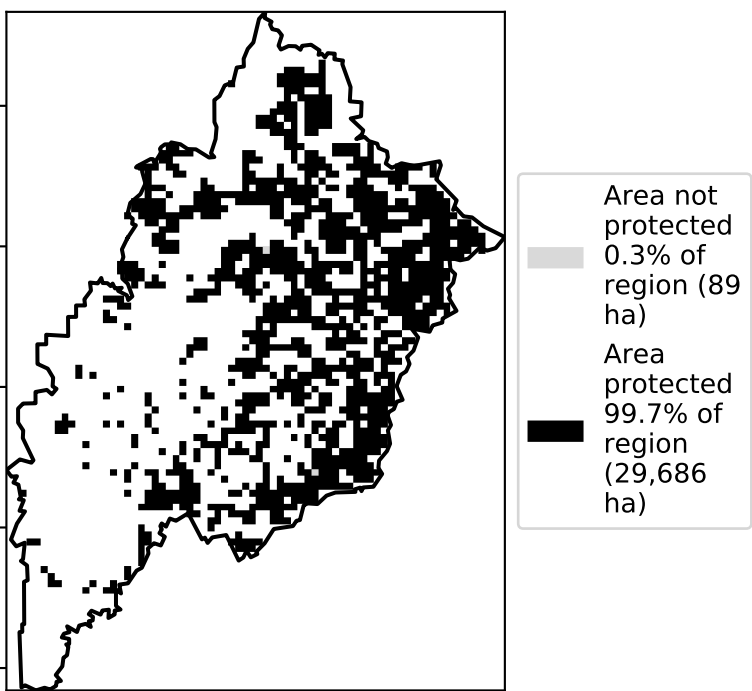 Area not
protected
0.3% of
region (89
ha)
Area
protected
99.7% of
region
(29,686
ha)